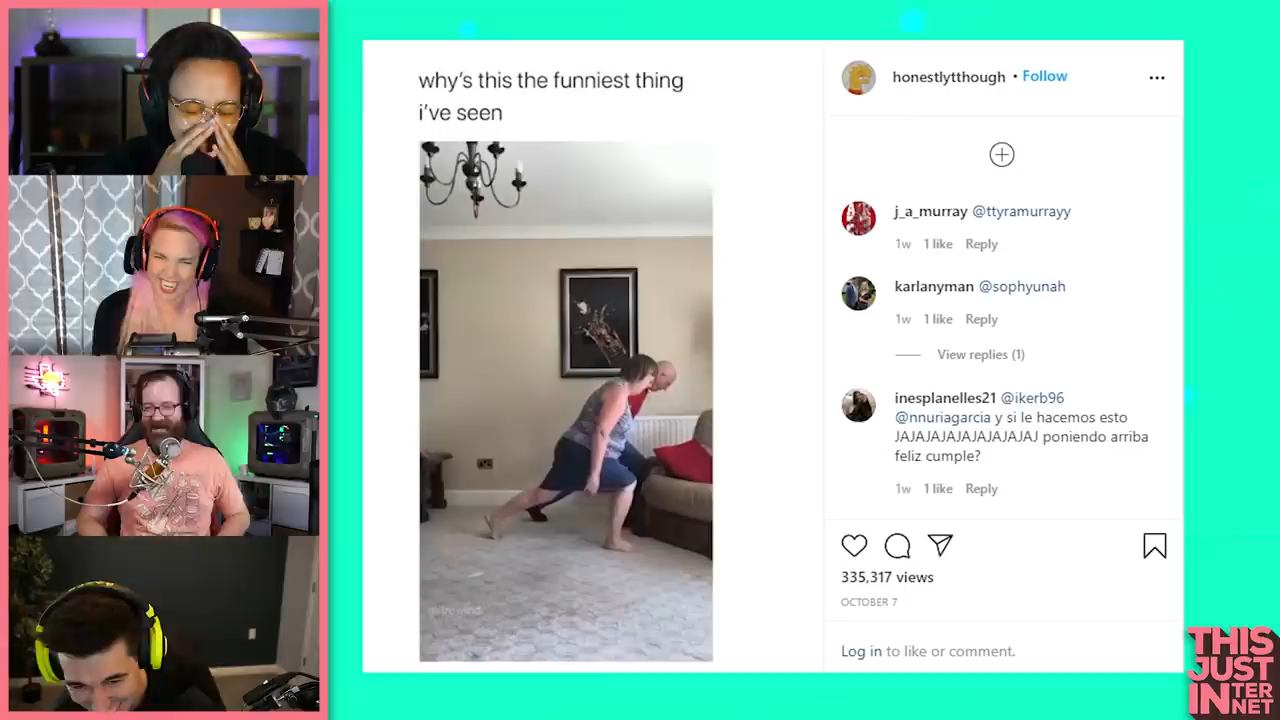 why's this the funniest thing
i've seen
honestlytthough • Follow
j_a_murray @ttyramurrayy
1w 1 like Reply
karlanyman @sophyunah
1w 1 like Reply
View replies (1)
inesplanelles21 @ikerb96
@nnuriagarcia y si le hacemos esto
JAJAJAJAJAJAJAJAJ poniendo arriba
feliz cumple?
1w 1 like Reply
335,317 views
OCTOBER 7
Log in to like or comment.
THIS
JUST
INTER
NET